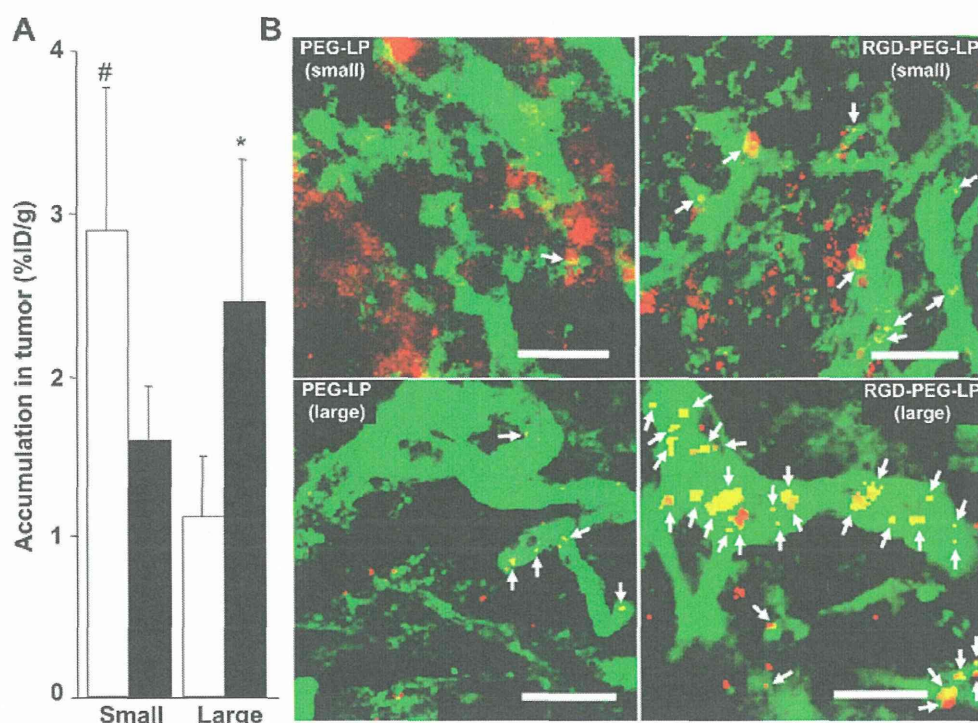 A
Accumulation in tumor (%ID/g)
4
3
2
1
0
#
*
Small Large
B
PEG-LP
(small)
RGD-PEG-LP
(small)
PEG-LP
(large)
RGD-PEG-LP
(large)